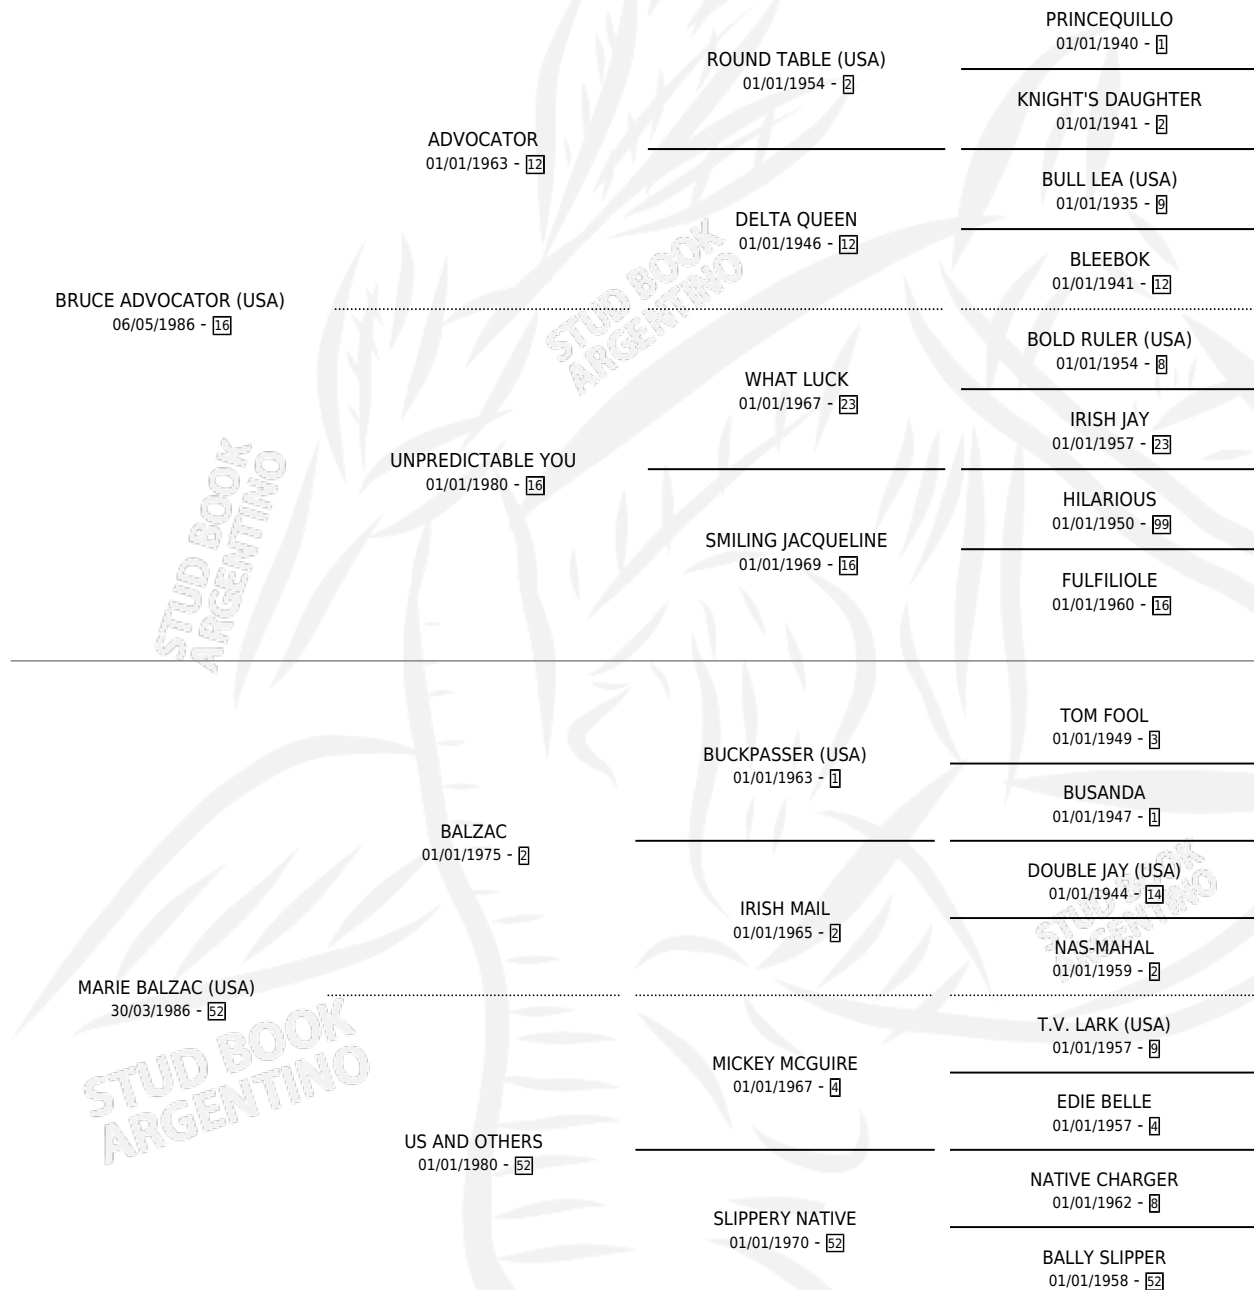 PRINCEQUILLO
01/01/1940 - 1
ROUND TABLE (USA)
01/01/1954 - 2
KNIGHT'S DAUGHTER
01/01/1941 - 2
ADVOCATOR
01/01/1963 - 12
BULL LEA (USA)
01/01/1935 - 9
DELTA QUEEN
01/01/1946 - 12
BLEEBOK
01/01/1941 - 12
BRUCE ADVOCATOR (USA)
06/05/1986 - 16
BOLD RULER (USA)
01/01/1954 - 8
WHAT LUCK
01/01/1967 - 23
IRISH JAY
01/01/1957 - 23
UNPREDICTABLE YOU
01/01/1980 - 16
HILARIOUS
01/01/1950 - 99
SMILING JACQUELINE
01/01/1969 - 16
FULFILIOLE
01/01/1960 - 16
TOM FOOL
01/01/1949 - 3
BUCKPASSER (USA)
01/01/1963 - 1
BUSANDA
01/01/1947 - 1
BALZAC
01/01/1975 - 2
DOUBLE JAY (USA)
01/01/1944 - 14
IRISH MAIL
01/01/1965 - 2
NAS-MAHAL
01/01/1959 - 2
MARIE BALZAC (USA)
30/03/1986 - 52
T.V. LARK (USA)
01/01/1957 - 9
MICKEY MCGUIRE
01/01/1967 - 4
EDIE BELLE
01/01/1957 - 4
US AND OTHERS
01/01/1980 - 52
NATIVE CHARGER
01/01/1962 - 8
SLIPPERY NATIVE
01/01/1970 - 52
BALLY SLIPPER
01/01/1958 - 52
STUD BOOK
ARGENTINO
STUD BOOK
ARGENTINO
STUD BOOK
ARGENTINO
STUD BOOK
ARGENTINO